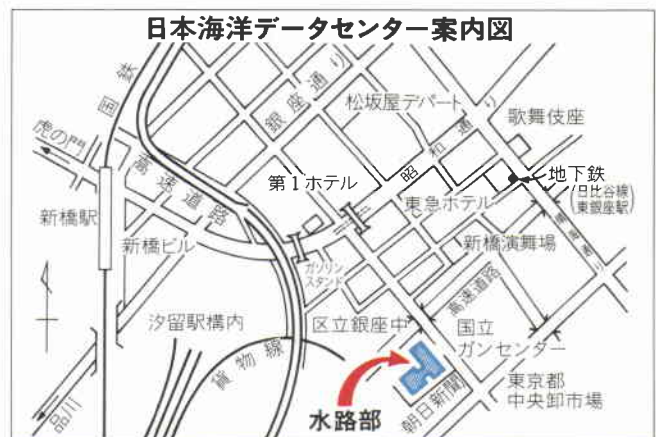 日本海洋データセンター案内図
国鉄
銀座通り
松坂屋デパート
歌舞伎座
虎の門
高速道路
昭和通り
第1ホテル
地下鉄
(日比谷線
東銀座駅)
東急ホテル
新橋駅
新橋ビル
ガソリン
スタンド
新橋演舞場
高速道路
汐留駅構内
区立銀座中
国立
ガンセンター
貨物線
東京都
中央卸市場
朝日新聞
水路部
品川